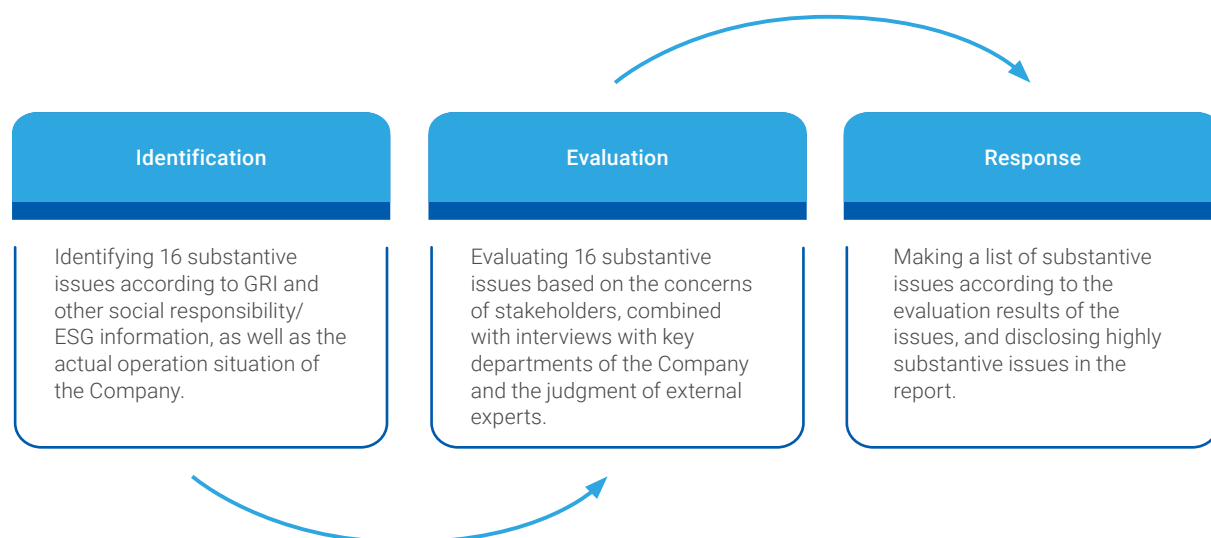 Identification
Identifying 16 substantive
issues according to GRI and
other social responsibility/
ESG information, as well as the
actual operation situation of
the Company.
Evaluation
Evaluating 16 substantive
issues based on the concerns
of stakeholders, combined
with interviews with key
departments of the Company
and the judgment of external
experts.
Response
Making a list of substantive
issues according to the
evaluation results of the
issues, and disclosing highly
substantive issues in the
report.